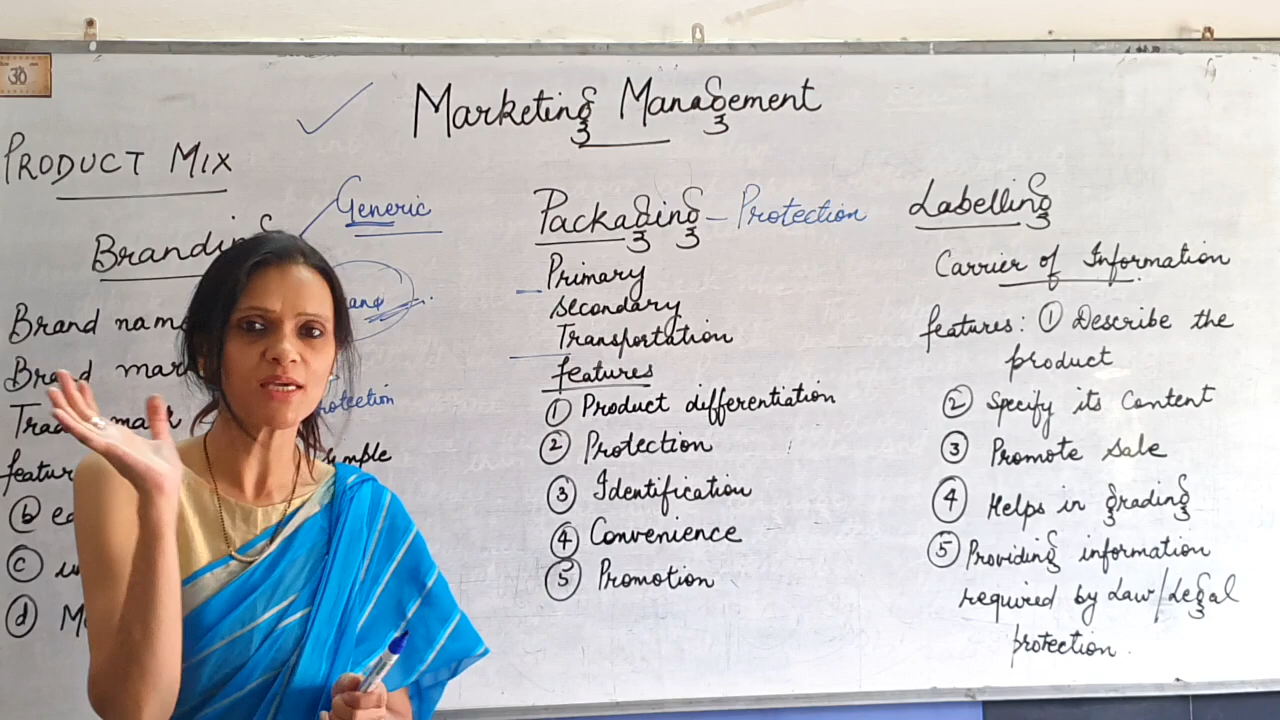 ॐ
Marketing Management
PRODUCT MIX
Branding
Generic
Brand name
Brand mar
Trad mark
rotection
featur
mple
b
c
d M
Packaging - Protection
Primary
secondary
Transportation
features
① Product differentiation
② Protection
③ Identification
④ Convenience
⑤ Promotion
Labelling
Carrier of Information
features: ① Describe the
product
② Specify its Content
③ Promote sale
④ Helps in grading
⑤ Providing information
required by Law/Legal
protection.